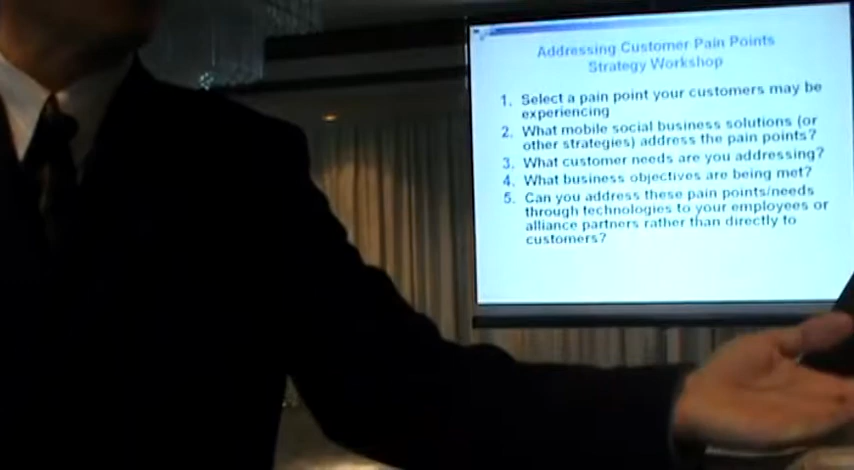 Addressing Customer Pain Points
Strategy Workshop
1. Select a pain point your customers may be
experiencing
2. What mobile social business solutions (or
other strategies) address the pain points?
3. What customer needs are you addressing?
4. What business objectives are being met?
5. Can you address these pain points/needs
through technologies to your employees or
alliance partners rather than directly to
customers?